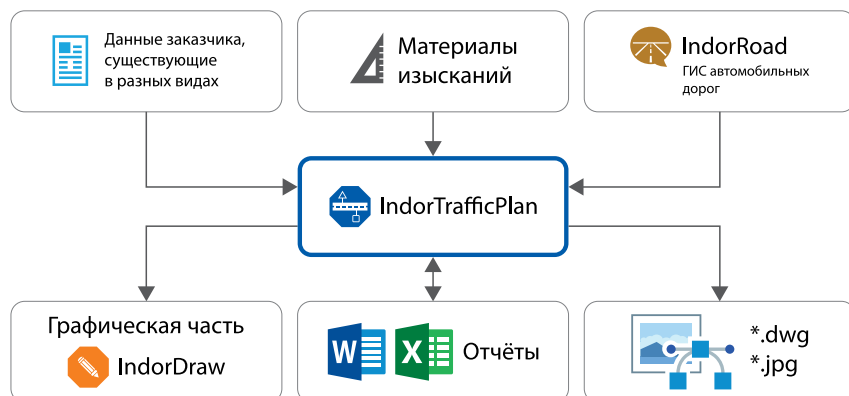 Данные заказчика,
существующие
в разных видах
Материалы
изысканий
IndorRoad
ГИС автомобильных
дорог
IndorTrafficPlan
Графическая часть
IndorDraw
W
X
Отчёты
*.dwg
*.jpg